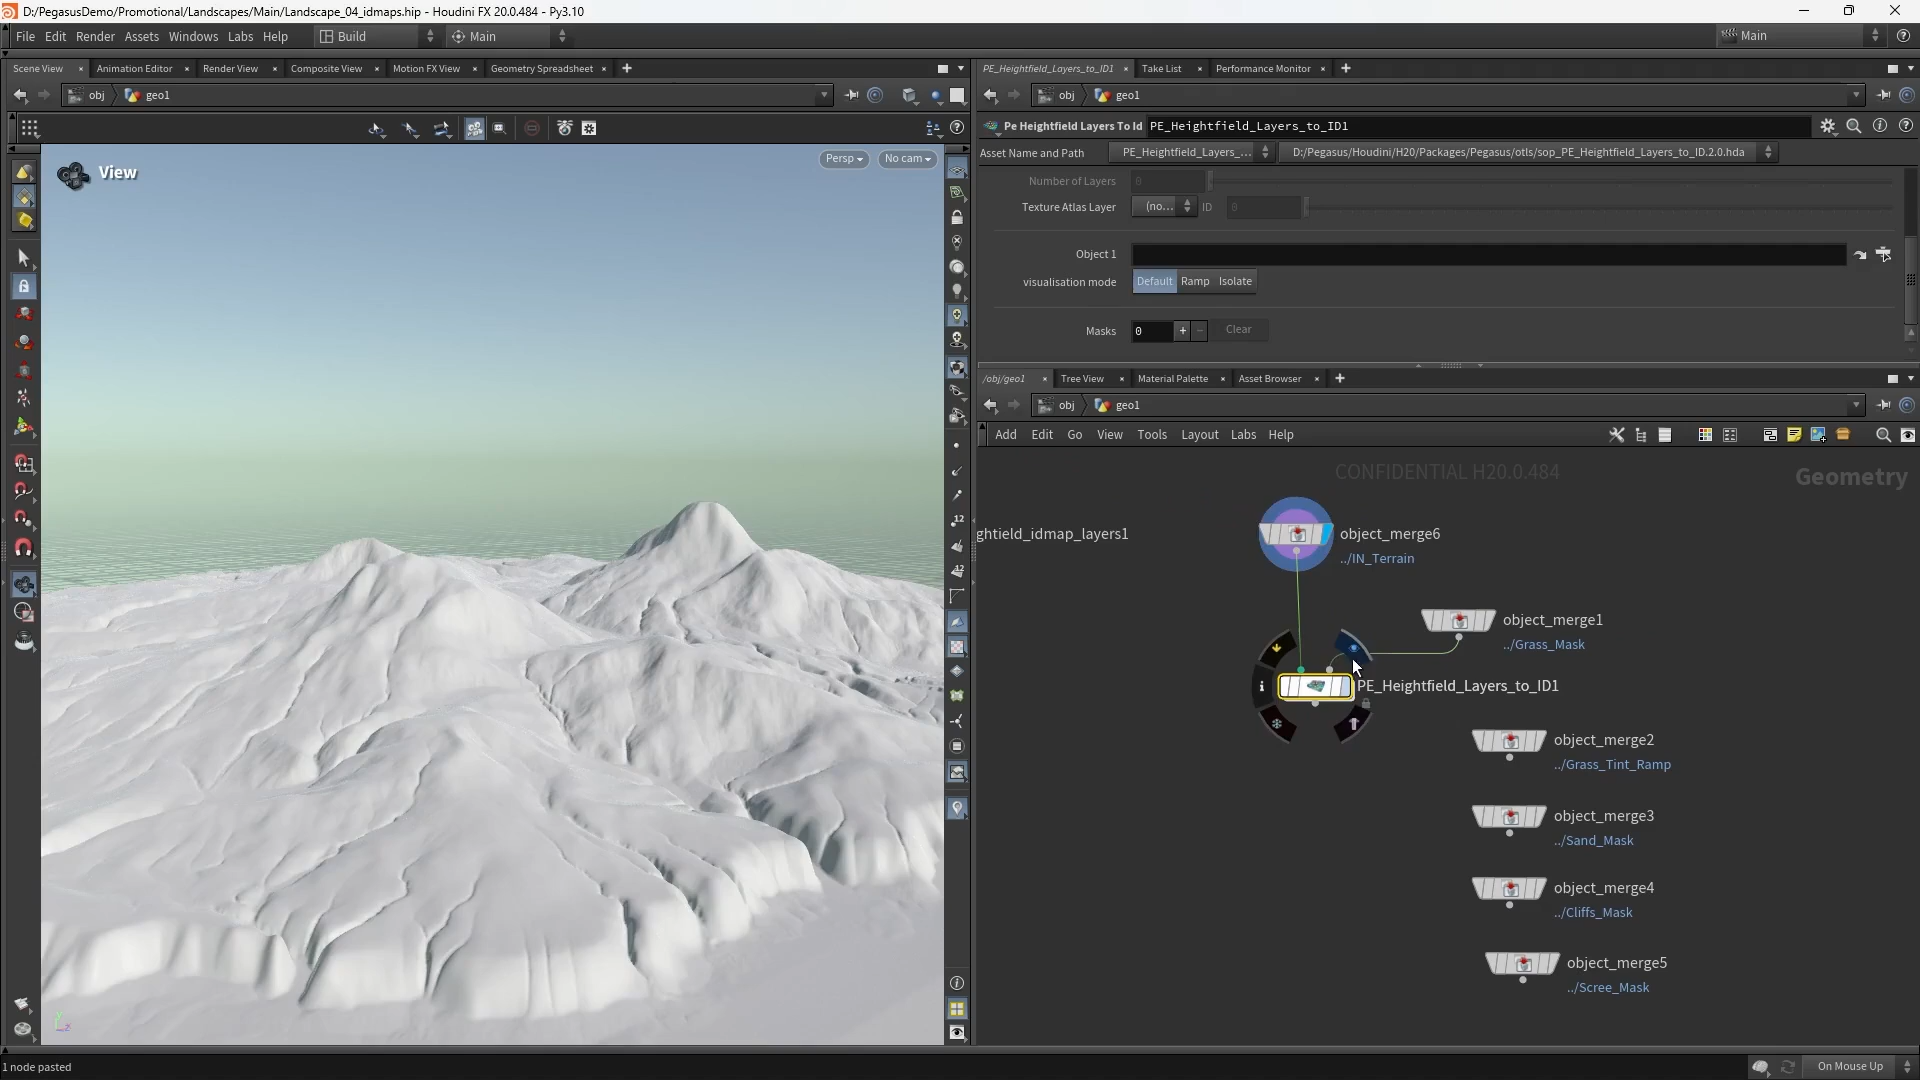 D:/PegasusDemo/Promotional/Landscapes/Main/Landscape_04_idmaps.hip - Houdini FX 20.0.484 - Py3.10
File Edit Render Assets Windows Labs Help Build Main Main
Scene View Animation Editor Render View Composite View Motion FX View Geometry Spreadsheet
PE_Heightfield_Layers_to_ID1 Take List Performance Monitor
obj geo1
obj geo1
Pe Heightfield Layers To Id PE_Heightfield_Layers_to_ID1
Asset Name and Path PE_Heightfield_Layers_... D:/Pegasus/Houdini/H20/Packages/Pegasus/otls/sop_PE_Heightfield_Layers_to_ID.2.0.hda
View
Persp No cam
Number of Layers 0
Texture Atlas Layer (no... ID 0
Object 1
visualisation mode Default Ramp Isolate
Masks 0 + - Clear
/obj/geo1 Tree View Material Palette Asset Browser
obj geo1
Add Edit Go View Tools Layout Labs Help
CONFIDENTIAL H20.0.484
Geometry
ghtield_idmap_layers1
object_merge6
../IN_Terrain
object_merge1
../Grass_Mask
PE_Heightfield_Layers_to_ID1
object_merge2
../Grass_Tint_Ramp
object_merge3
../Sand_Mask
object_merge4
../Cliffs_Mask
object_merge5
../Scree_Mask
1 node pasted
On Mouse Up